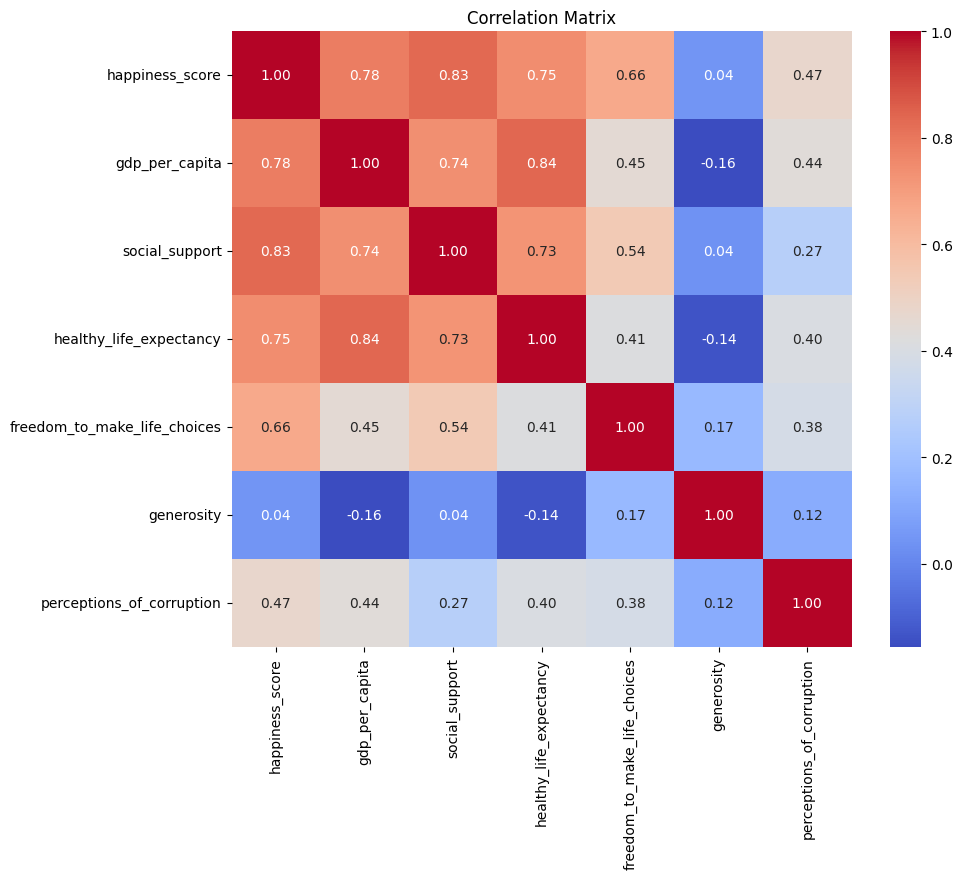 Correlation Matrix
happiness_score 1.00 0.78 0.83 0.75 0.66 0.04 0.47
gdp_per_capita 0.78 1.00 0.74 0.84 0.45 -0.16 0.44
social_support 0.83 0.74 1.00 0.73 0.54 0.04 0.27
healthy_life_expectancy 0.75 0.84 0.73 1.00 0.41 -0.14 0.40
freedom_to_make_life_choices 0.66 0.45 0.54 0.41 1.00 0.17 0.38
generosity 0.04 -0.16 0.04 -0.14 0.17 1.00 0.12
perceptions_of_corruption 0.47 0.44 0.27 0.40 0.38 0.12 1.00
happiness_score
gdp_per_capita
social_support
healthy_life_expectancy
freedom_to_make_life_choices
generosity
perceptions_of_corruption
1.0
0.8
0.6
0.4
0.2
0.0